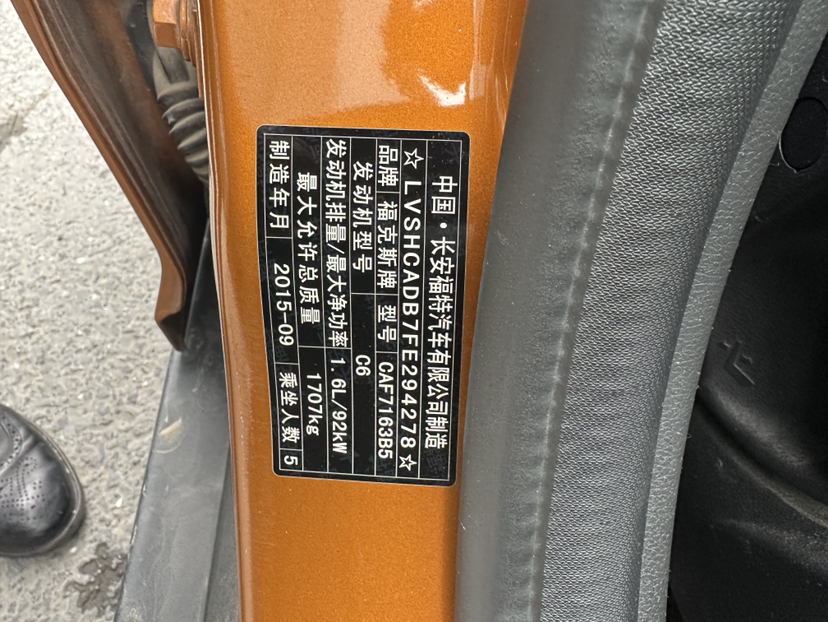 中国·长安福特汽车有限公司制造
☆LVSHCADB7FE294278☆
品牌 福克斯牌 型号 CAF7163B5
发动机型号 C6
发动机排量/最大净功率 1.6L/92kW
最大允许总质量 1707kg
制造年月 2015-09 乘坐人数 5